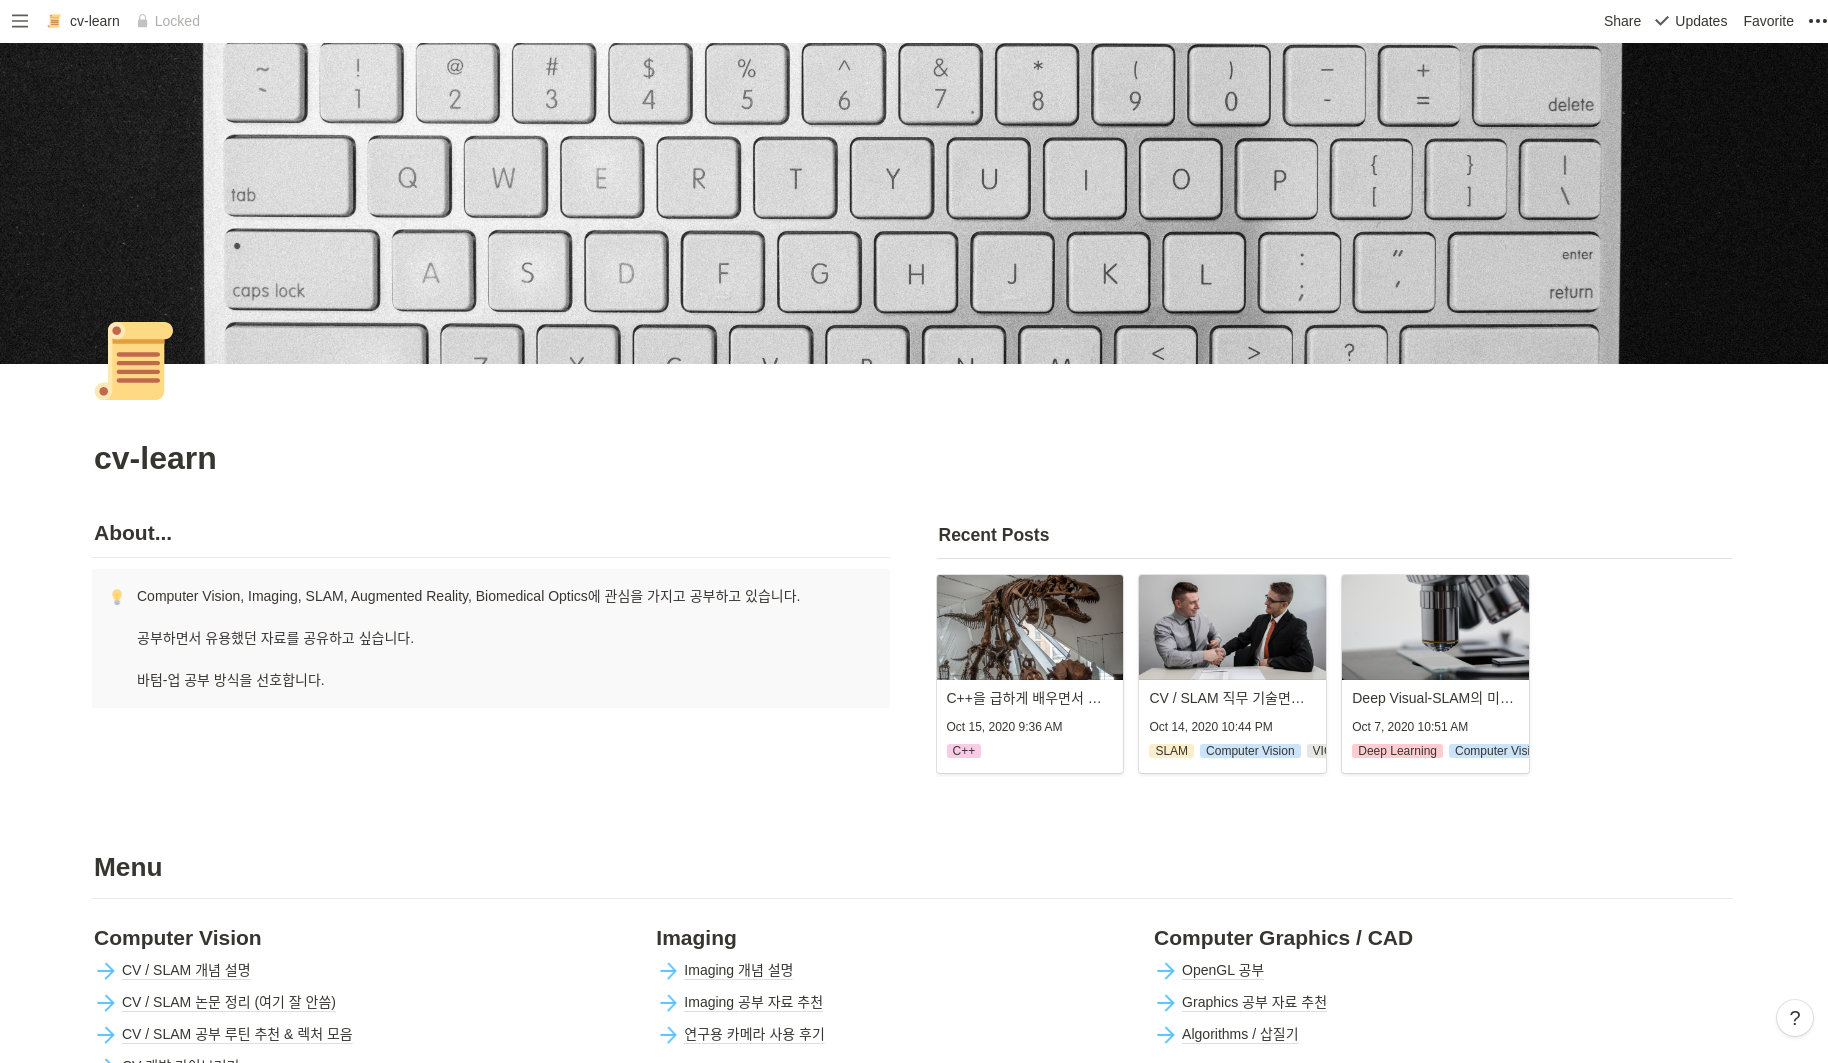 cv-learn
Locked
Share
Updates
Favorite
~ ! @ # $ % ^ & * ( ) – +
` 1 2 3 4 5 6 7 8 9 0 - = delete
tab Q W E R T Y U I O P { [ } ] | \
caps lock A S D F G H J K L : ; " ' enter return
< > ?
cv-learn
About...
Computer Vision, Imaging, SLAM, Augmented Reality, Biomedical Optics에 관심을 가지고 공부하고 있습니다.
공부하면서 유용했던 자료를 공유하고 싶습니다.
바텀-업 공부 방식을 선호합니다.
Recent Posts
C++을 급하게 배우면서 ...
Oct 15, 2020 9:36 AM
C++
CV / SLAM 직무 기술면...
Oct 14, 2020 10:44 PM
SLAM Computer Vision
Deep Visual-SLAM의 미...
Oct 7, 2020 10:51 AM
Deep Learning Computer Visi
Menu
Computer Vision
CV / SLAM 개념 설명
CV / SLAM 논문 정리 (여기 잘 안씀)
CV / SLAM 공부 루틴 추천 & 렉처 모음
Imaging
Imaging 개념 설명
Imaging 공부 자료 추천
연구용 카메라 사용 후기
Computer Graphics / CAD
OpenGL 공부
Graphics 공부 자료 추천
Algorithms / 삽질기
?